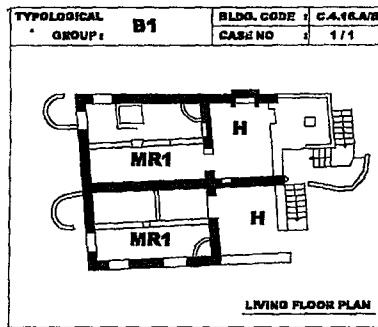 TYPOLOGICAL GROUP: B1
BLDG. CODE : C.4.16.A/B
CASE NO : 1/1
H
MR1
H
MR1
LIVING FLOOR PLAN